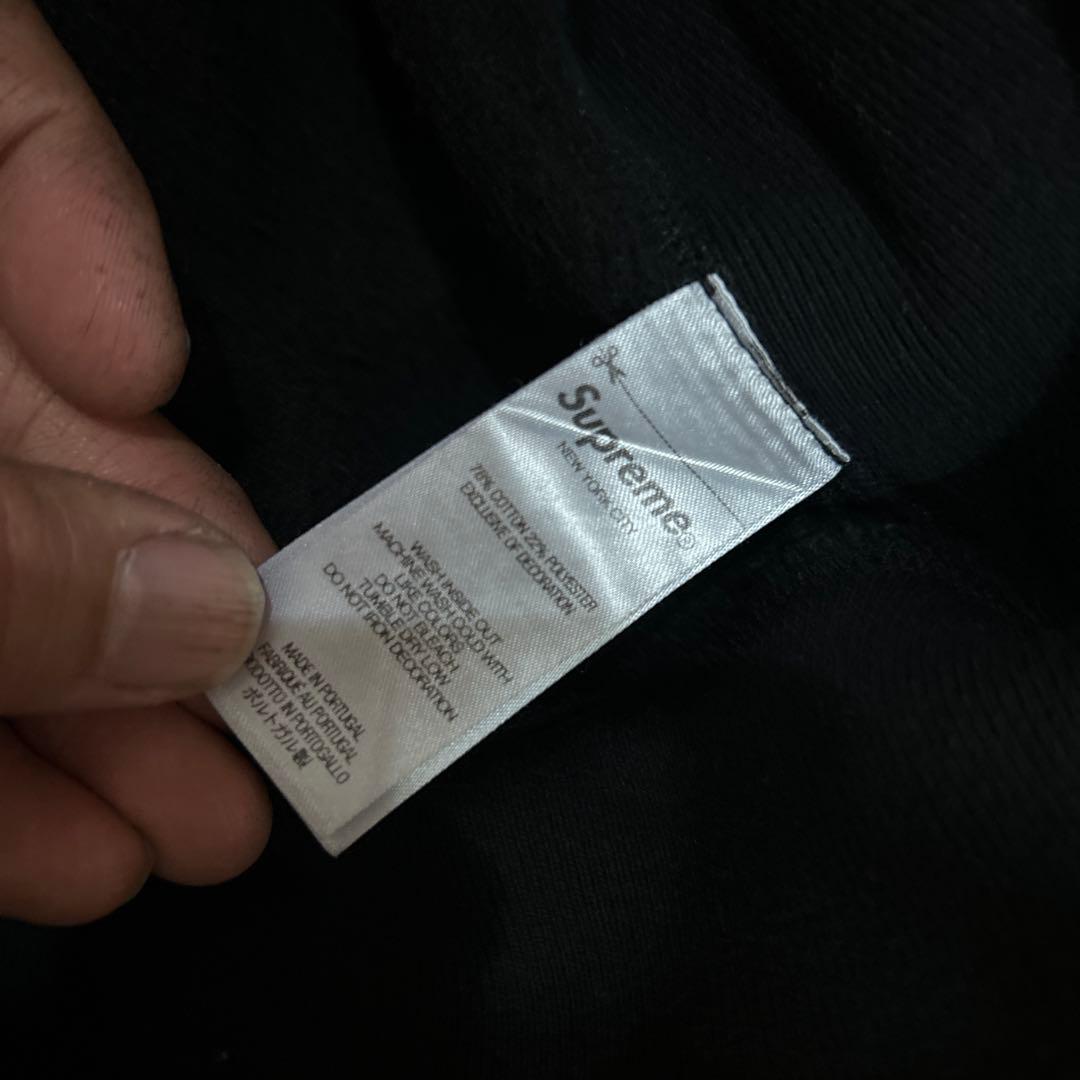 Supreme®
NEW YORK CITY
78% COTTON 22% POLYESTER
EXCLUSIVE OF DECORATION
WASH INSIDE OUT
MACHINE WASH COLD WITH
LIKE COLORS
DO NOT BLEACH
TUMBLE DRY LOW
DO NOT IRON DECORATION
MADE IN PORTUGAL
FABRIQUÉ AU PORTUGAL
IN PORTOGALLO
ポルトガル製